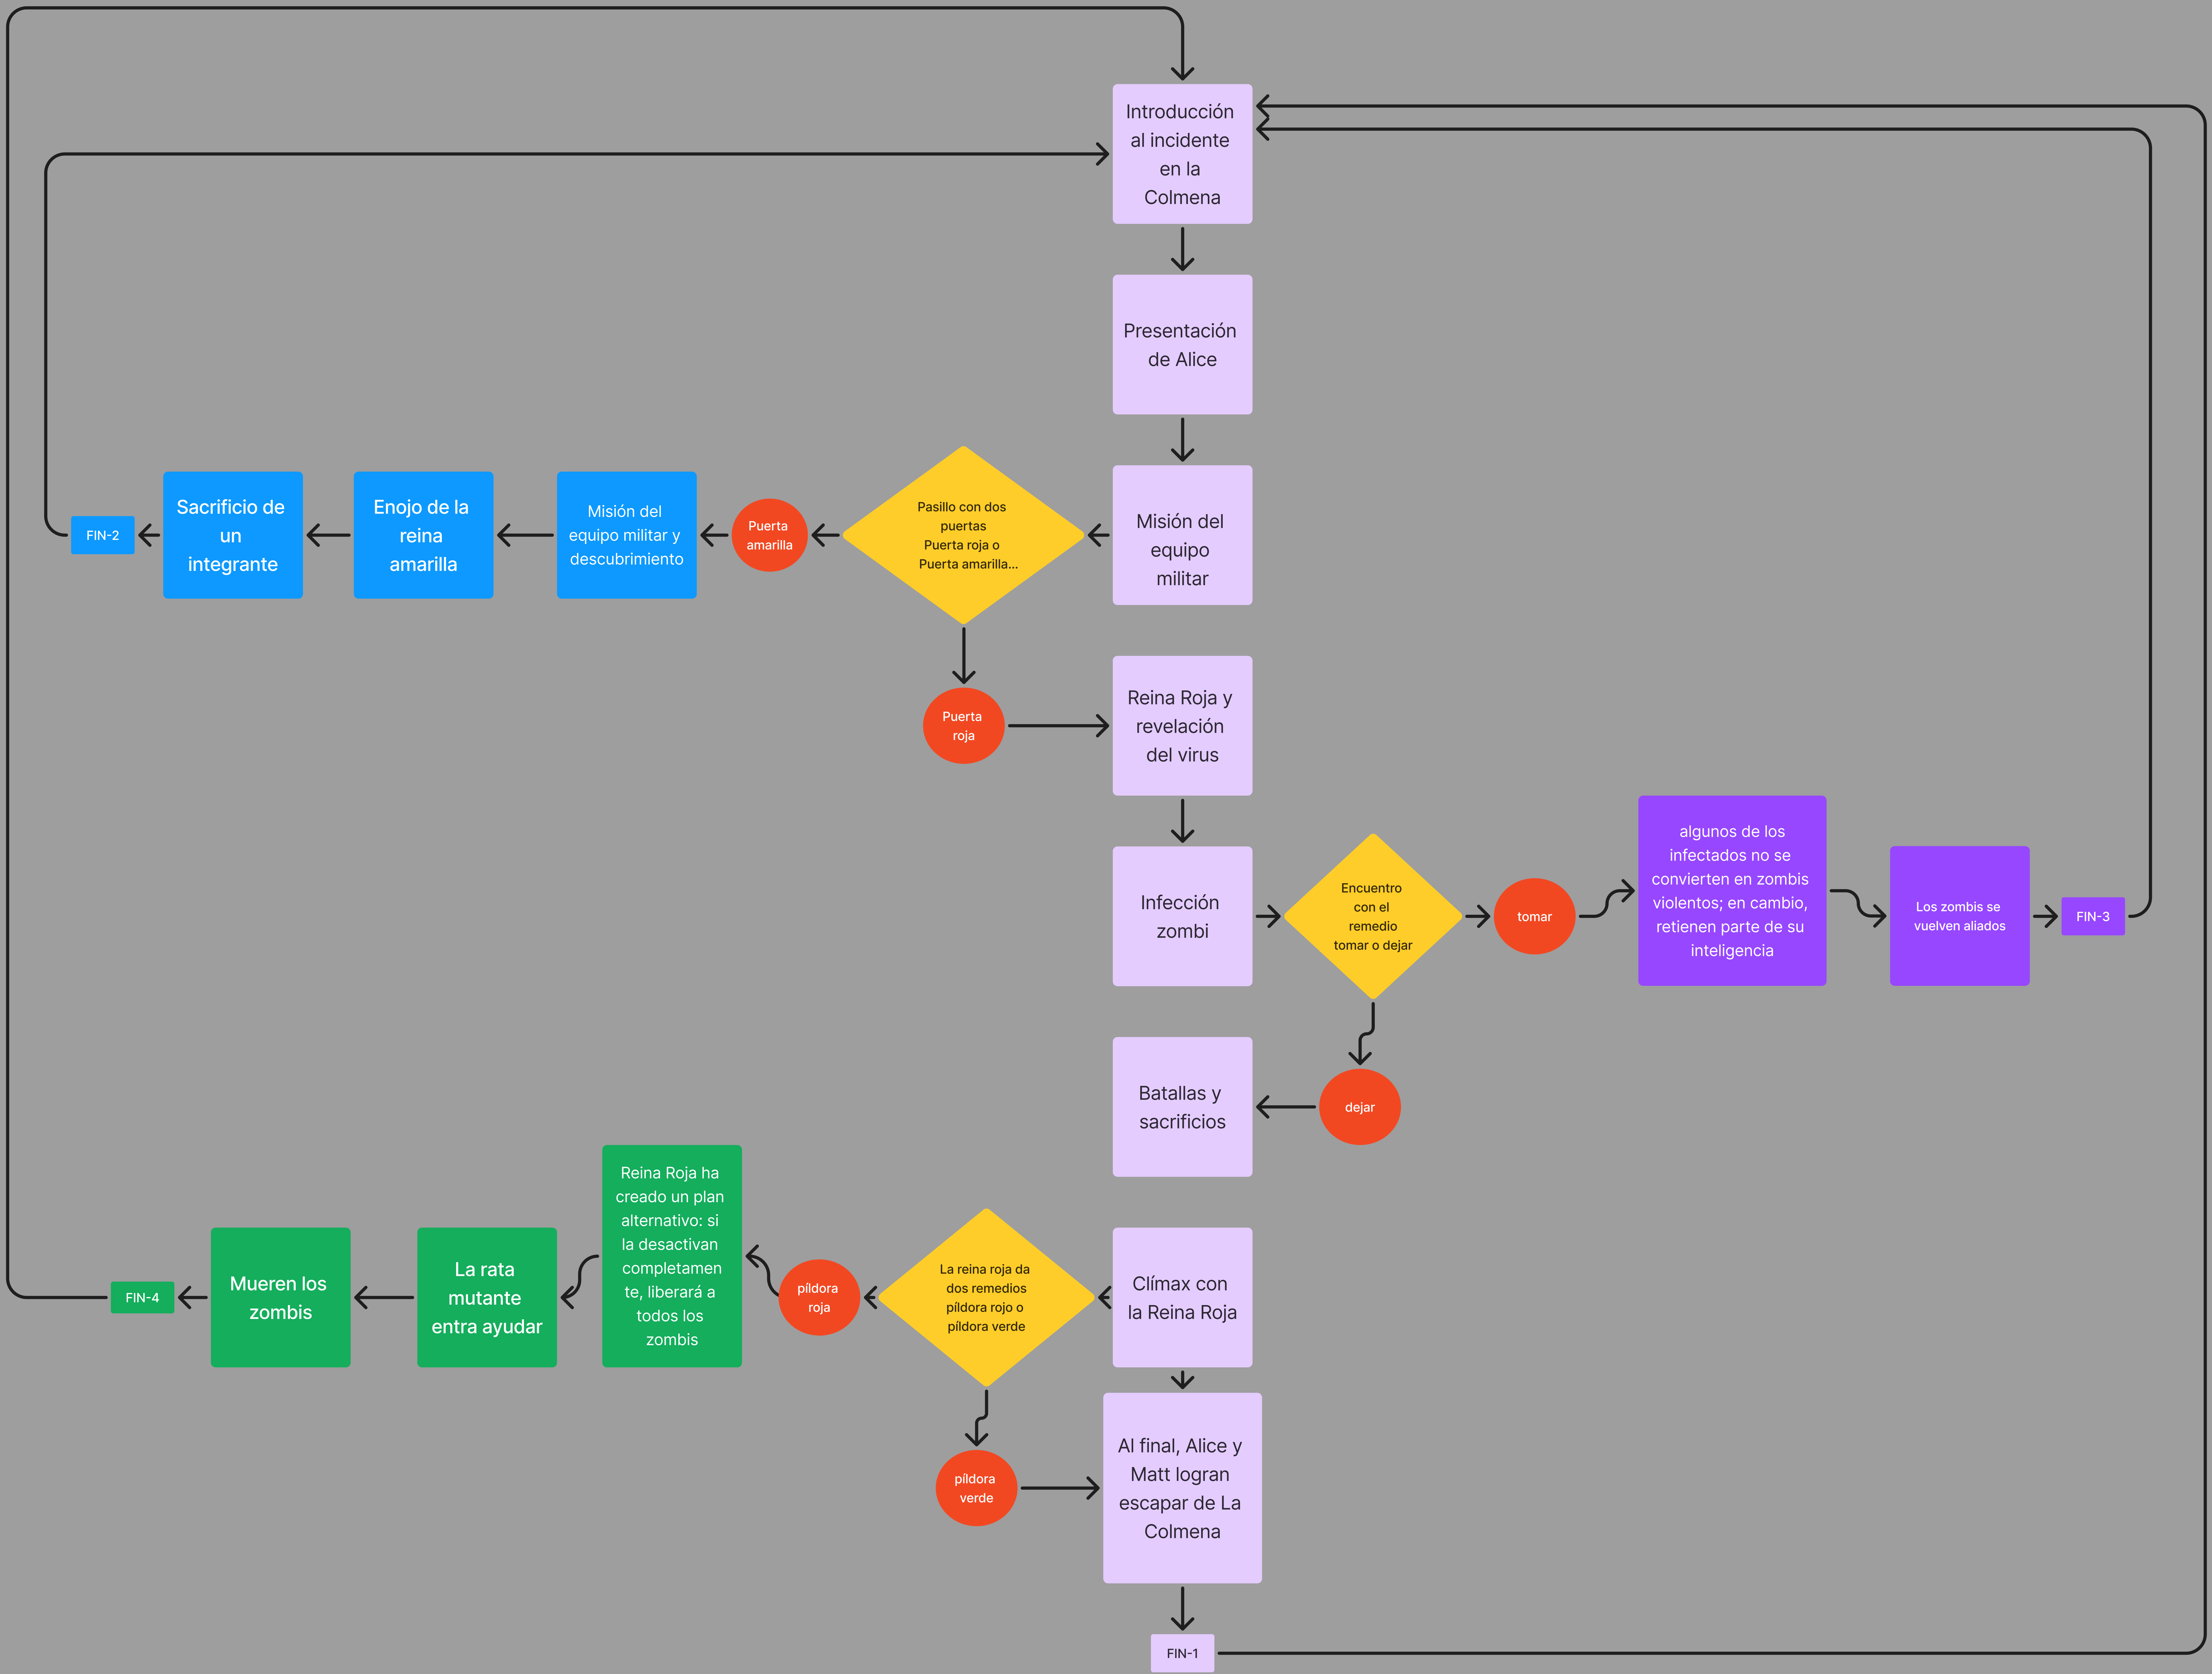 Introducción
al incidente
en la
Colmena
Presentación
de Alice
Misión del
equipo
militar
Pasillo con dos
puertas
Puerta roja o
Puerta amarilla...
Puerta
amarilla
Misión del
equipo militar y
descubrimiento
Enojo de la
reina
amarilla
Sacrificio de
un
integrante
FIN-2
Puerta
roja
Reina Roja y
revelación
del virus
Infección
zombi
Encuentro
con el
remedio
tomar o dejar
tomar
algunos de los
infectados no se
convierten en zombis
violentos; en cambio,
retienen parte de su
inteligencia
Los zombis se
vuelven aliados
FIN-3
dejar
Batallas y
sacrificios
Clímax con
la Reina Roja
La reina roja da
dos remedios
píldora rojo o
píldora verde
píldora
roja
Reina Roja ha
creado un plan
alternativo: si
la desactivan
completamen
te, liberará a
todos los
zombis
La rata
mutante
entra ayudar
Mueren los
zombis
FIN-4
píldora
verde
Al final, Alice y
Matt logran
escapar de La
Colmena
FIN-1